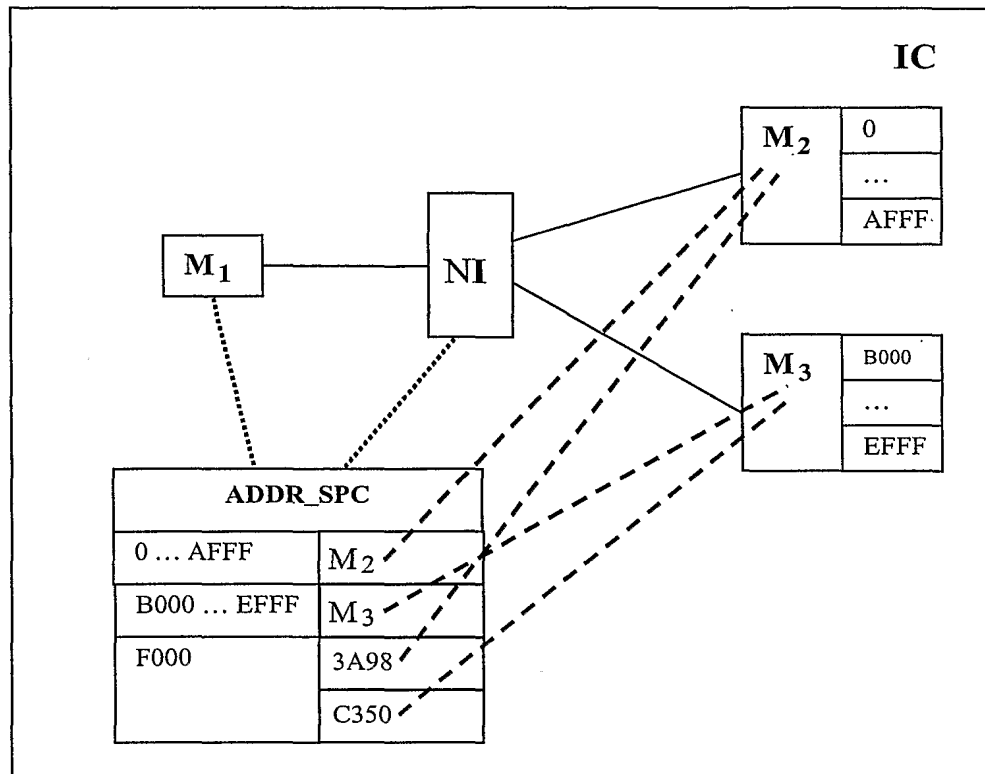 IC
M2
0
...
AFFF
M1
NI
M3
B000
...
EFFF
ADDR_SPC
0 ... AFFF
M2
B000 ... EFFF
M3
F000
3A98
C350